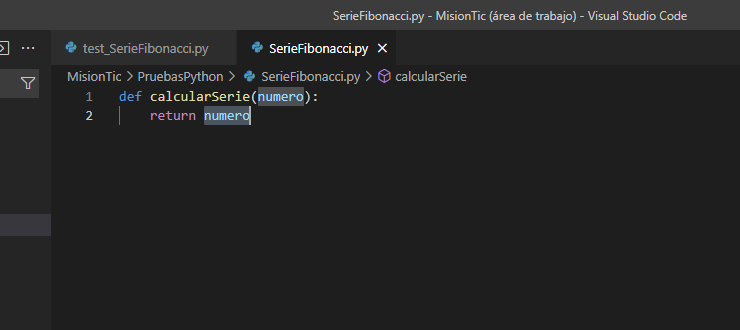 SerieFibonacci.py - MisionTic (área de trabajo) - Visual Studio Code
test_SerieFibonacci.py SerieFibonacci.py
MisionTic > PruebasPython > SerieFibonacci.py > calcularSerie
1 def calcularSerie(numero):
2 return numero